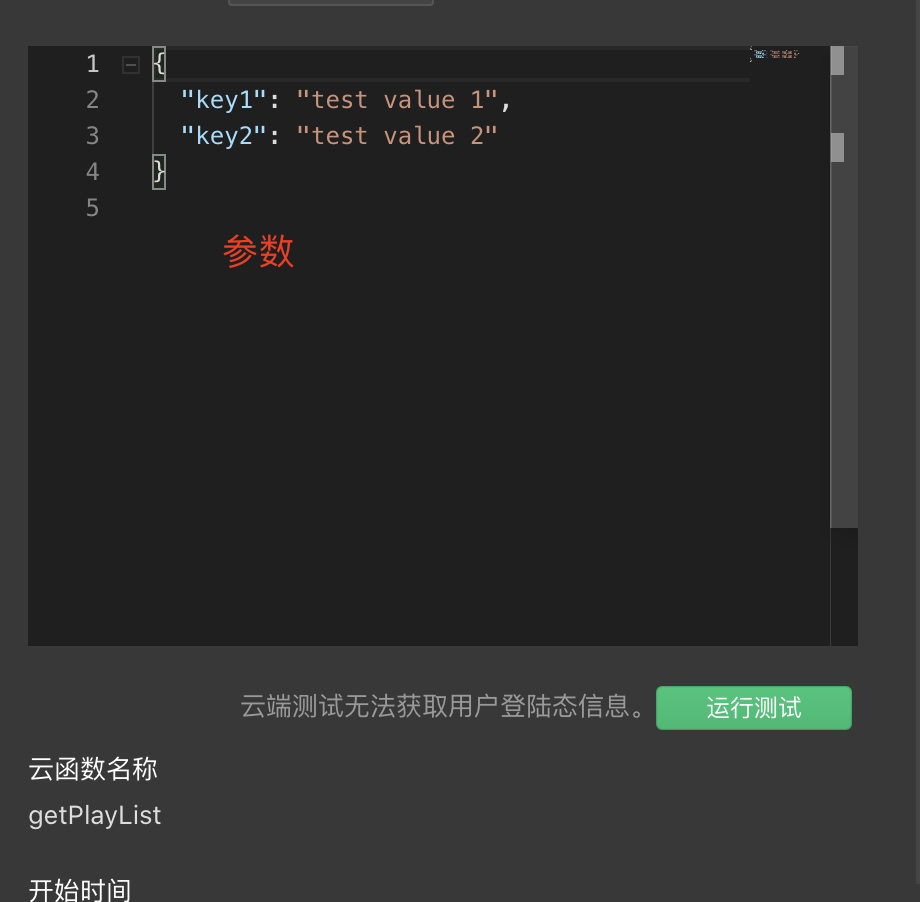 1 {
2 "key1": "test value 1",
3 "key2": "test value 2"
4 }
5
参数
云端测试无法获取用户登陆态信息。 运行测试
云函数名称
getPlayList
开始时间